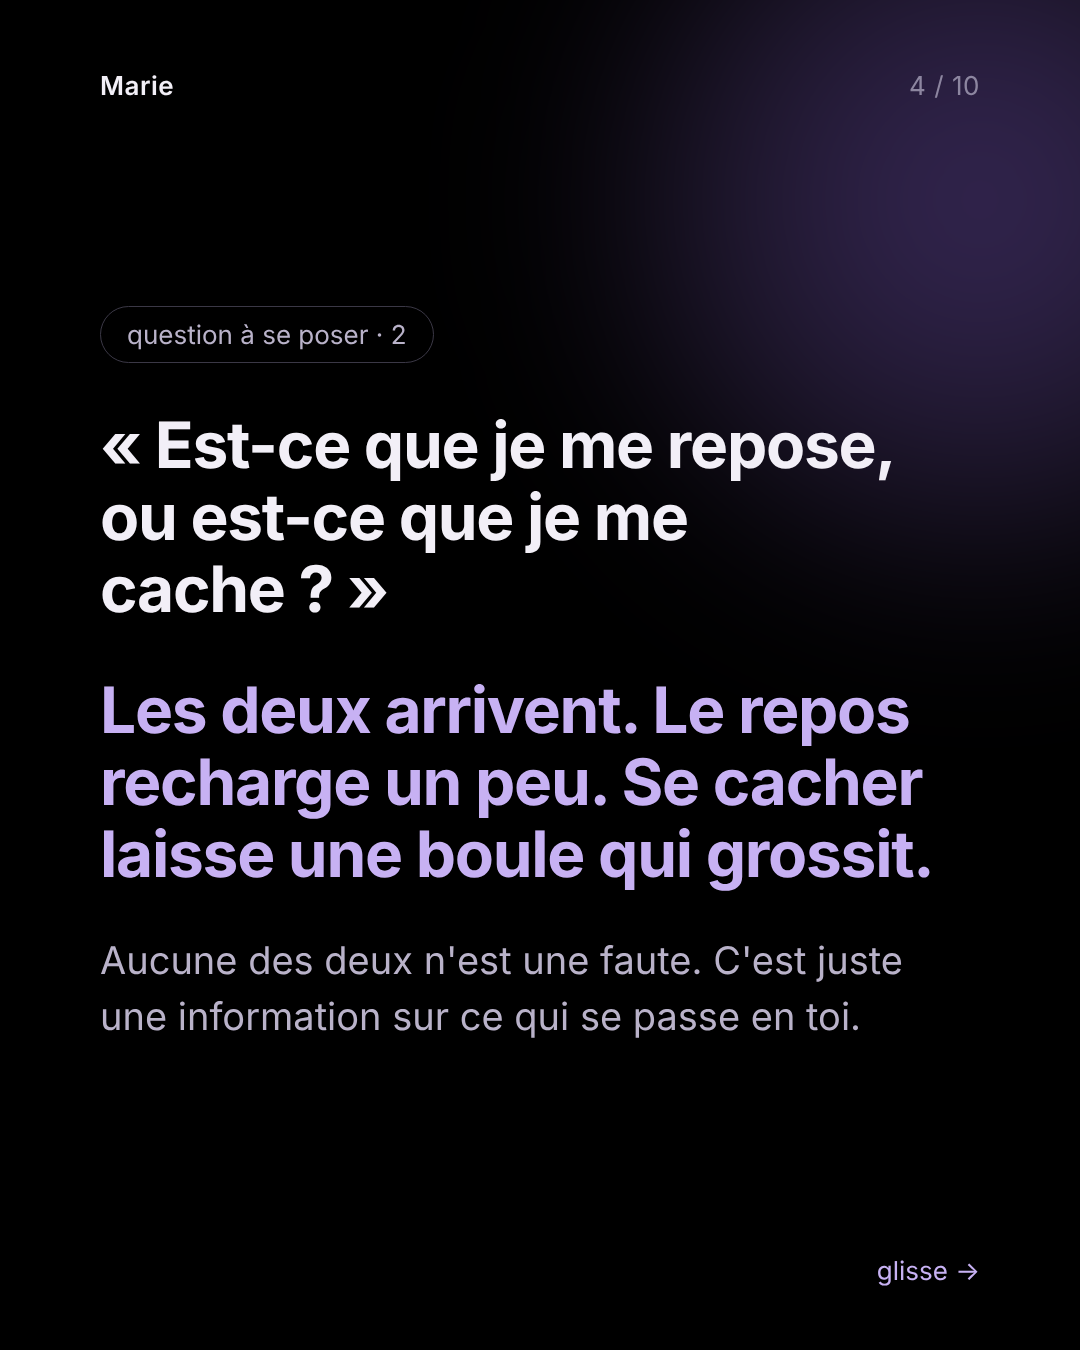 Marie
4 / 10
question à se poser · 2
« Est-ce que je me repose,
ou est-ce que je me
cache ? »
Les deux arrivent. Le repos
recharge un peu. Se cacher
laisse une boule qui grossit.
Aucune des deux n'est une faute. C'est juste
une information sur ce qui se passe en toi.
glisse →